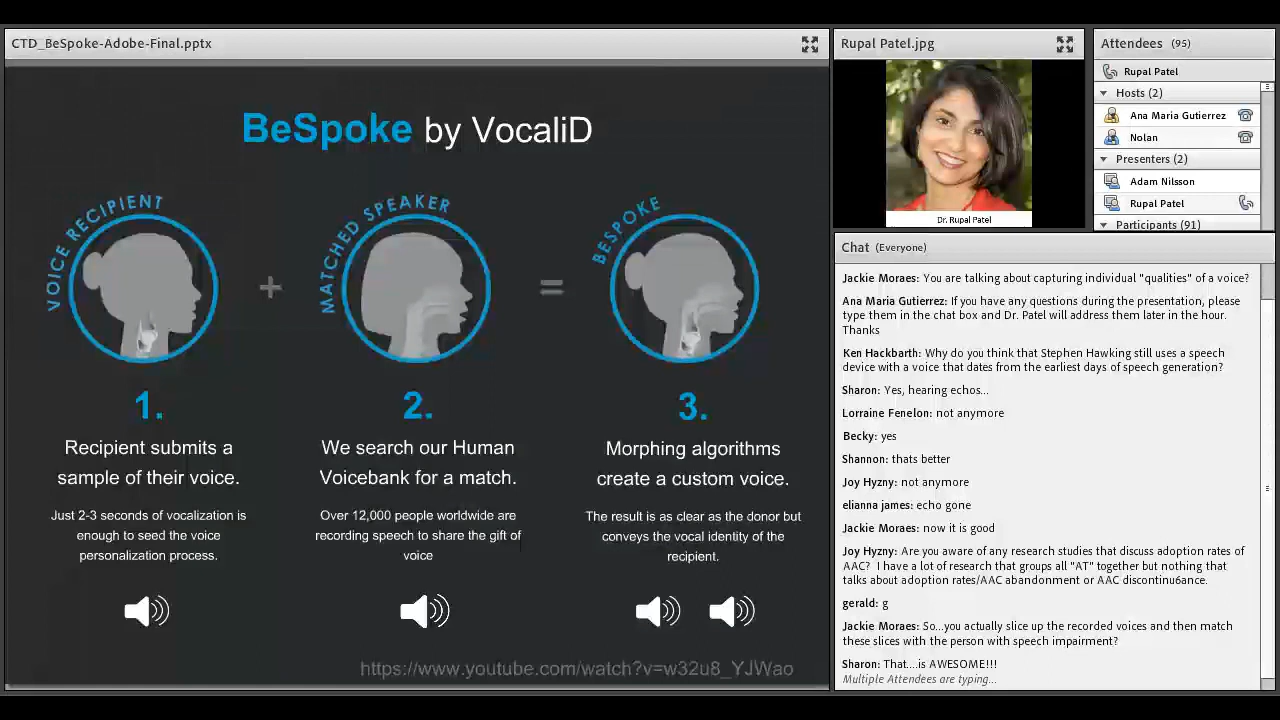 CTD_BeSpoke-Adobe-Final.pptx
BeSpoke by VocaliD
VOICE RECIPIENT
+
MATCHED SPEAKER
=
BESPOKE
1.
Recipient submits a
sample of their voice.
Just 2-3 seconds of vocalization is
enough to seed the voice
personalization process.
2.
We search our Human
Voicebank for a match.
Over 12,000 people worldwide are
recording speech to share the gift of
voice
3.
Morphing algorithms
create a custom voice.
The result is as clear as the donor but
conveys the vocal identity of the
recipient.
https://www.youtube.com/watch?v=w32u8_YJWao
Rupal Patel.jpg
Dr. Rupal Patel
Attendees (95)
Rupal Patel
Hosts (2)
Ana Maria Gutierrez
Nolan
Presenters (2)
Adam Nilsson
Rupal Patel
Participants (91)
Chat (Everyone)
Jackie Moraes: You are talking about capturing individual "qualities" of a voice?
Ana Maria Gutierrez: If you have any questions during the presentation, please
type them in the chat box and Dr. Patel will address them later in the hour.
Thanks
Ken Hackbarth: Why do you think that Stephen Hawking still uses a speech
device with a voice that dates from the earliest days of speech generation?
Sharon: Yes, hearing echos...
Lorraine Fenelon: not anymore
Becky: yes
Shannon: thats better
Joy Hyzny: not anymore
elianna james: echo gone
Jackie Moraes: now it is good
Joy Hyzny: Are you aware of any research studies that discuss adoption rates of
AAC? I have a lot of research that groups all "AT" together but nothing that
talks about adoption rates/AAC abandonment or AAC discontinu6ance.
gerald: g
Jackie Moraes: So...you actually slice up the recorded voices and then match
these slices with the person with speech impairment?
Sharon: That....is AWESOME!!!
Multiple Attendees are typing...